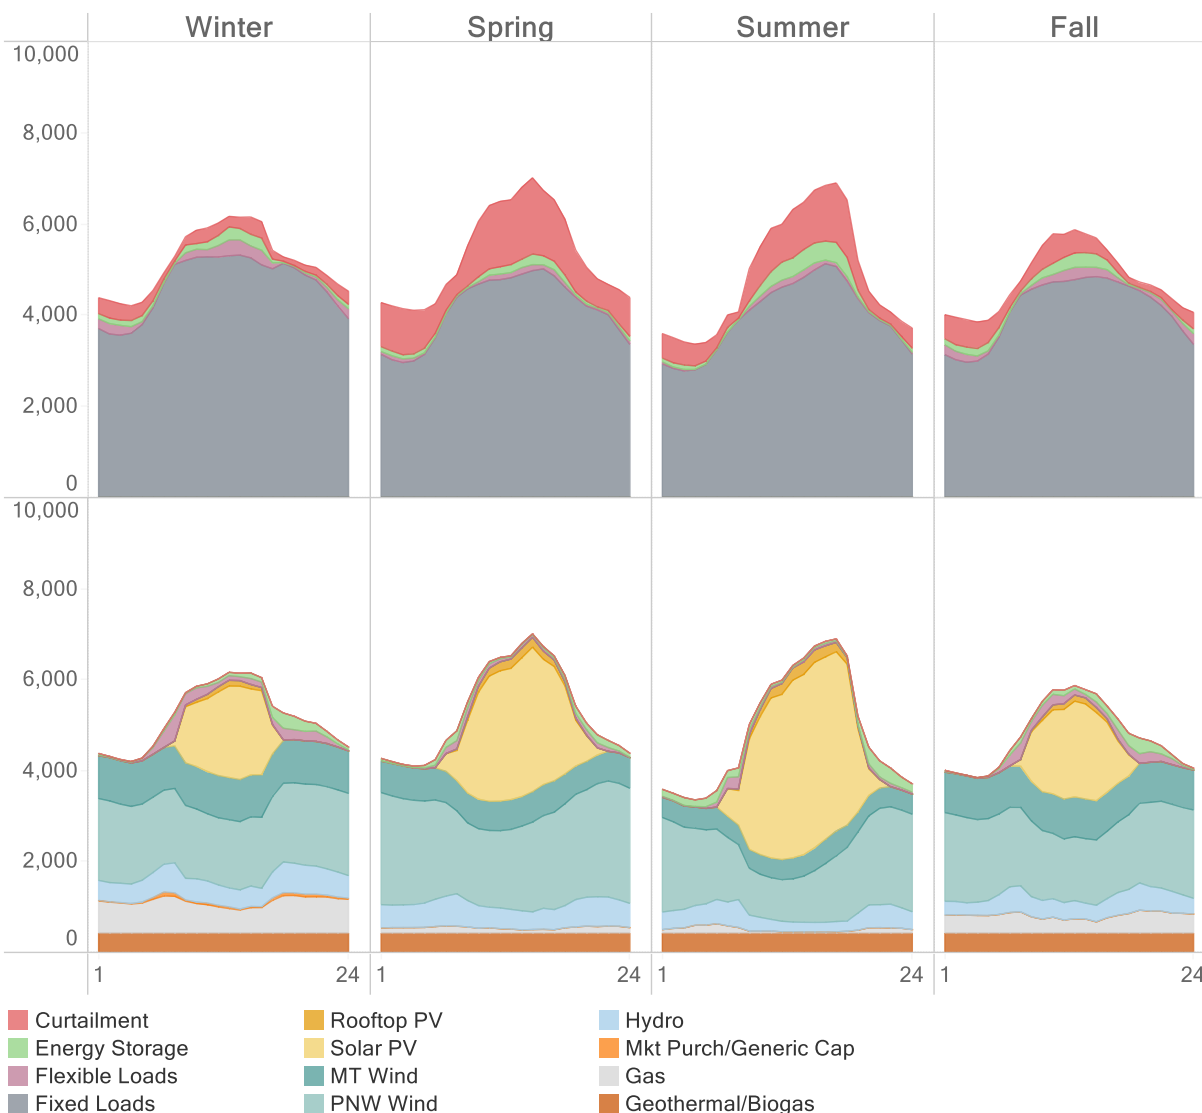 Winter Spring Summer Fall
10,000
8,000
6,000
4,000
2,000
0
10,000
8,000
6,000
4,000
2,000
0
1 24 1 24 1 24 1 24
Curtailment Rooftop PV Hydro
Energy Storage Solar PV Mkt Purch/Generic Cap
Flexible Loads MT Wind Gas
Fixed Loads PNW Wind Geothermal/Biogas